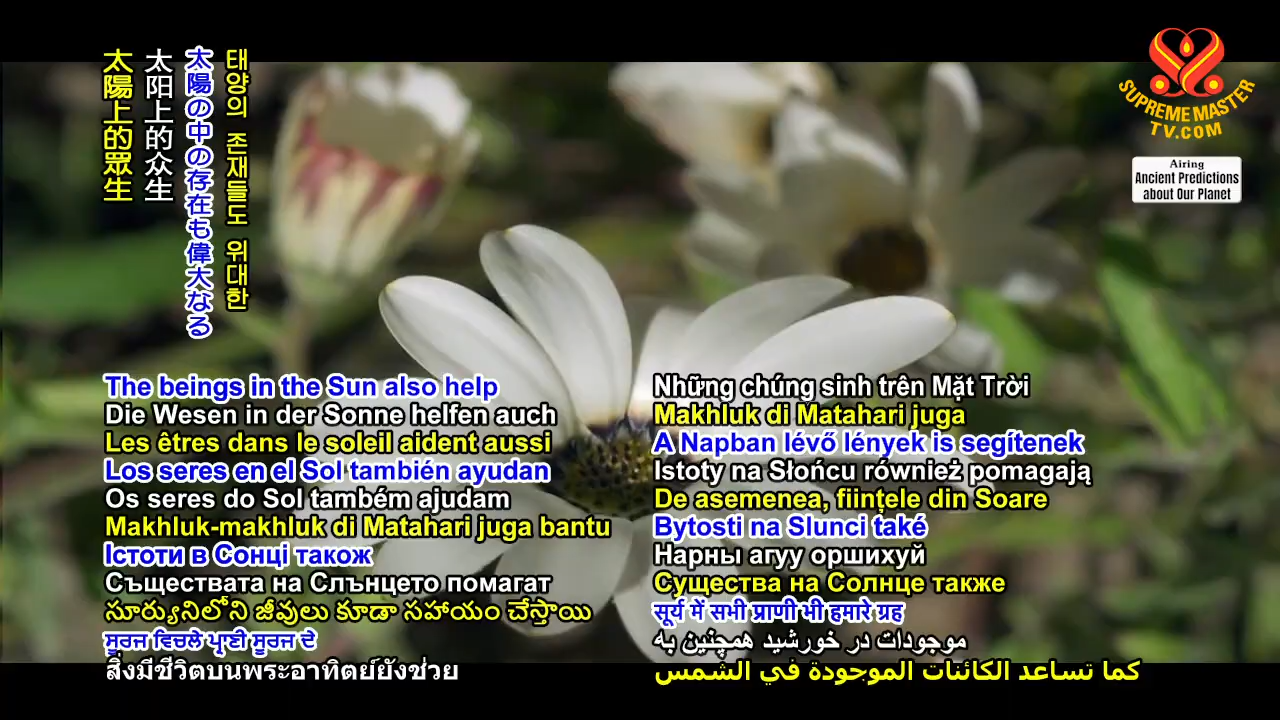 太陽上的眾生
太阳上的众生
太陽の中の存在も偉大なる
태양의 존재들도 위대한
SUPREME MASTER
TV.COM
Airing
Ancient Predictions
about Our Planet
The beings in the Sun also help
Die Wesen in der Sonne helfen auch
Les êtres dans le soleil aident aussi
Los seres en el Sol también ayudan
Os seres do Sol também ajudam
Makhluk-makhluk di Matahari juga bantu
Істоти в Сонці також
Съществата на Слънцето помагат
సూర్యునిలోని జీవులు కూడా సహాయం చేస్తాయి
ਸੂਰਜ ਵਿਚਲੇ ਪ੍ਰਾਣੀ ਸੂਰਜ ਦੇ
สิ่งมีชีวิตบนพระอาทิตย์ยังช่วย
Những chúng sinh trên Mặt Trời
Makhluk di Matahari juga
A Napban lévő lények is segítenek
Istoty na Słońcu również pomagają
De asemenea, ființele din Soare
Bytosti na Slunci také
Нарны агуу оршихуй
Существа на Солнце также
सूर्य में सभी प्राणी भी हमारे ग्रह
موجودات در خورشید همچنین به
كما تساعد الكائنات الموجودة في الشمس